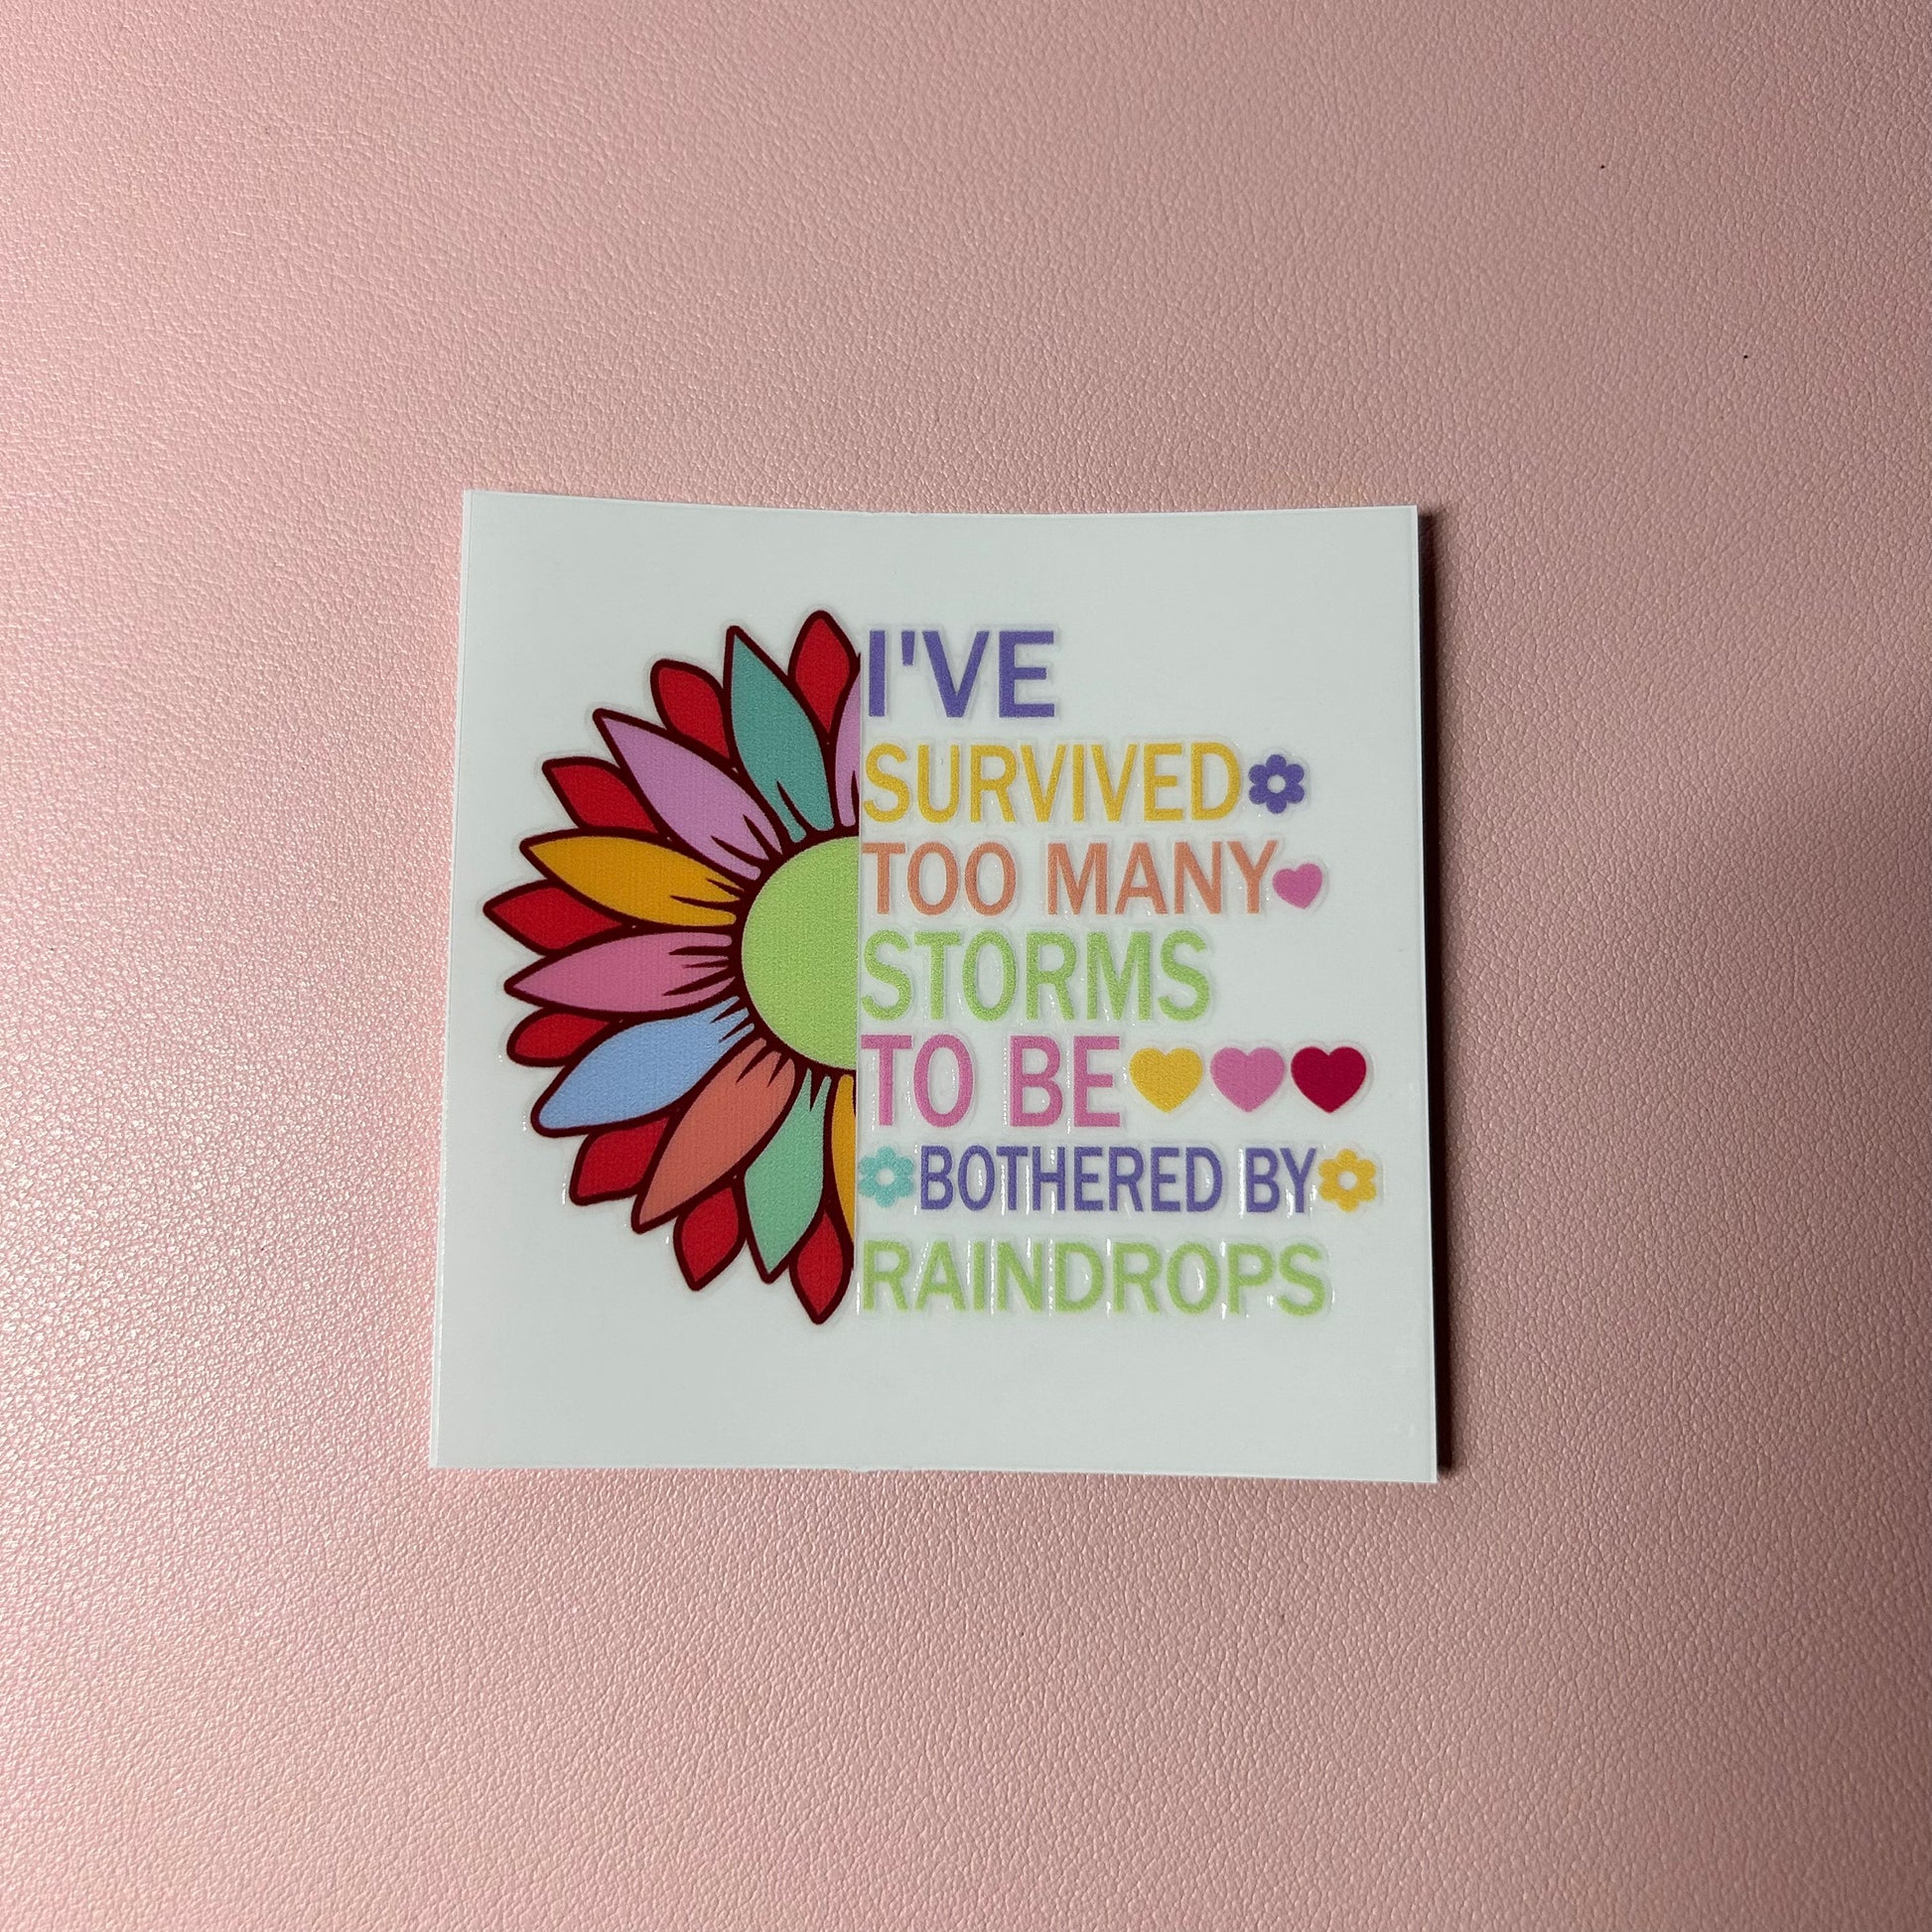 I'VE
SURVIVED
TOO MANY
STORMS
TO BE
BOTHERED BY
RAINDROPS